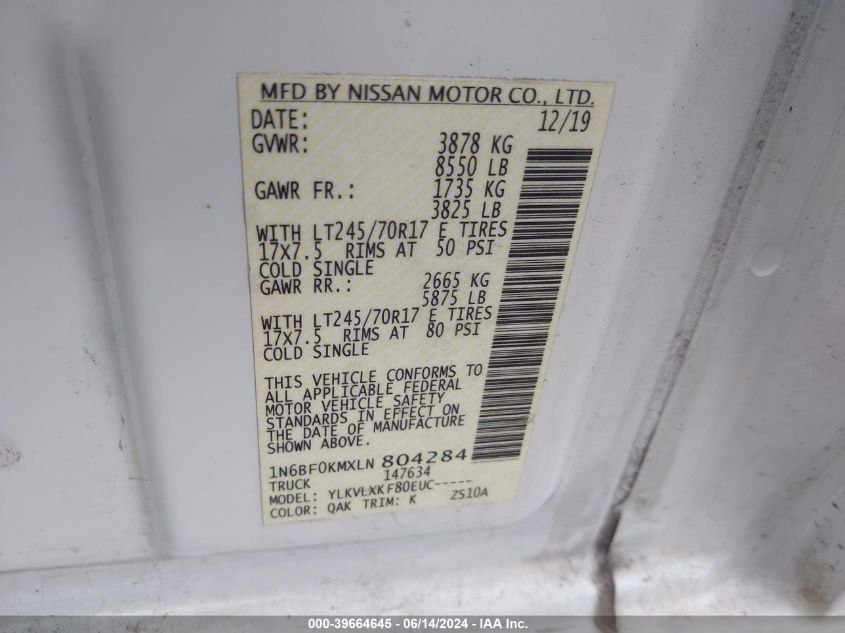 MFD BY NISSAN MOTOR CO., LTD.
DATE: 12/19
GVWR: 3878 KG
8550 LB
GAWR FR.: 1735 KG
3825 LB
WITH LT245/70R17 E TIRES
17X7.5 RIMS AT 50 PSI
COLD SINGLE
GAWR RR.: 2665 KG
5875 LB
WITH LT245/70R17 E TIRES
17X7.5 RIMS AT 80 PSI
COLD SINGLE
THIS VEHICLE CONFORMS TO
ALL APPLICABLE FEDERAL
MOTOR VEHICLE SAFETY
STANDARDS IN EFFECT ON
THE DATE OF MANUFACTURE
SHOWN ABOVE.
1N6BF0KMXLN 804284
TRUCK 147634
MODEL: YLKVLXKF80EUC-----
COLOR: QAK TRIM: K ZS10A
000-39664645 - 06/14/2024 - IAA Inc.